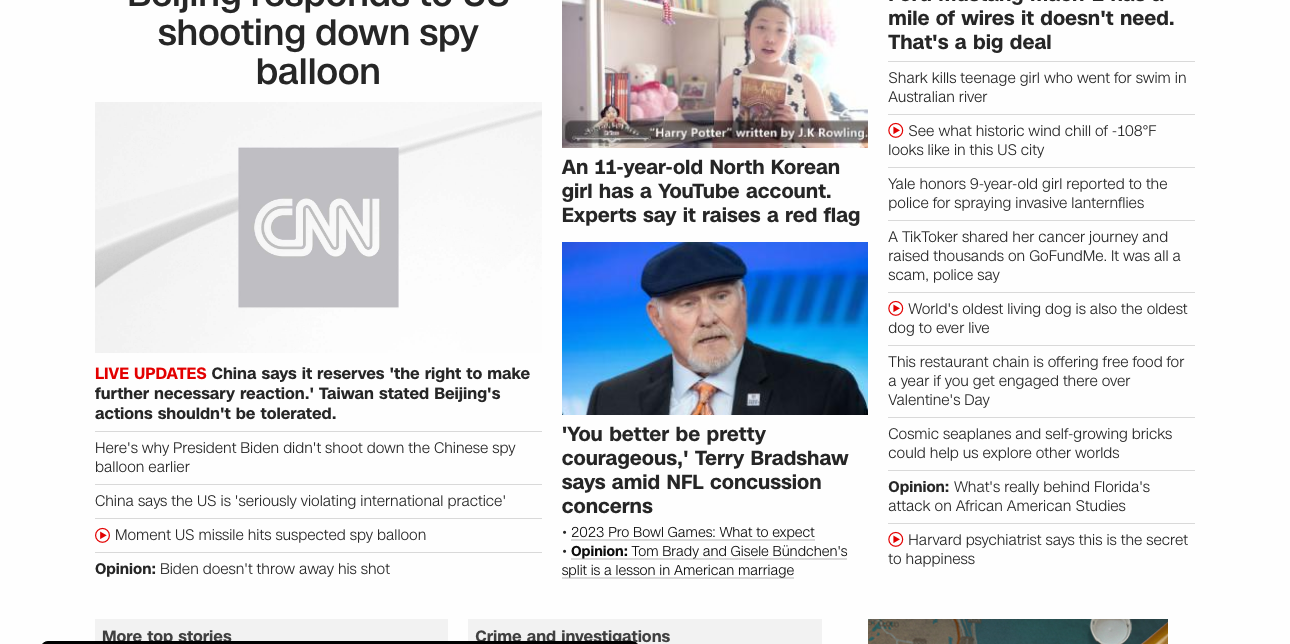 Beijing responds to US
shooting down spy
balloon
CNN
LIVE UPDATES China says it reserves 'the right to make
further necessary reaction.' Taiwan stated Beijing's
actions shouldn't be tolerated.
Here's why President Biden didn't shoot down the Chinese spy
balloon earlier
China says the US is 'seriously violating international practice'
Moment US missile hits suspected spy balloon
Opinion: Biden doesn't throw away his shot
"Harry Potter" written by J.K Rowling.
An 11-year-old North Korean
girl has a YouTube account.
Experts say it raises a red flag
'You better be pretty
courageous,' Terry Bradshaw
says amid NFL concussion
concerns
• 2023 Pro Bowl Games: What to expect
• Opinion: Tom Brady and Gisele Bündchen's
split is a lesson in American marriage
Ford Mustang Mach-E has a
mile of wires it doesn't need.
That's a big deal
Shark kills teenage girl who went for swim in
Australian river
See what historic wind chill of -108°F
looks like in this US city
Yale honors 9-year-old girl reported to the
police for spraying invasive lanternflies
A TikToker shared her cancer journey and
raised thousands on GoFundMe. It was all a
scam, police say
World's oldest living dog is also the oldest
dog to ever live
This restaurant chain is offering free food for
a year if you get engaged there over
Valentine's Day
Cosmic seaplanes and self-growing bricks
could help us explore other worlds
Opinion: What's really behind Florida's
attack on African American Studies
Harvard psychiatrist says this is the secret
to happiness
More top stories
Crime and investigations